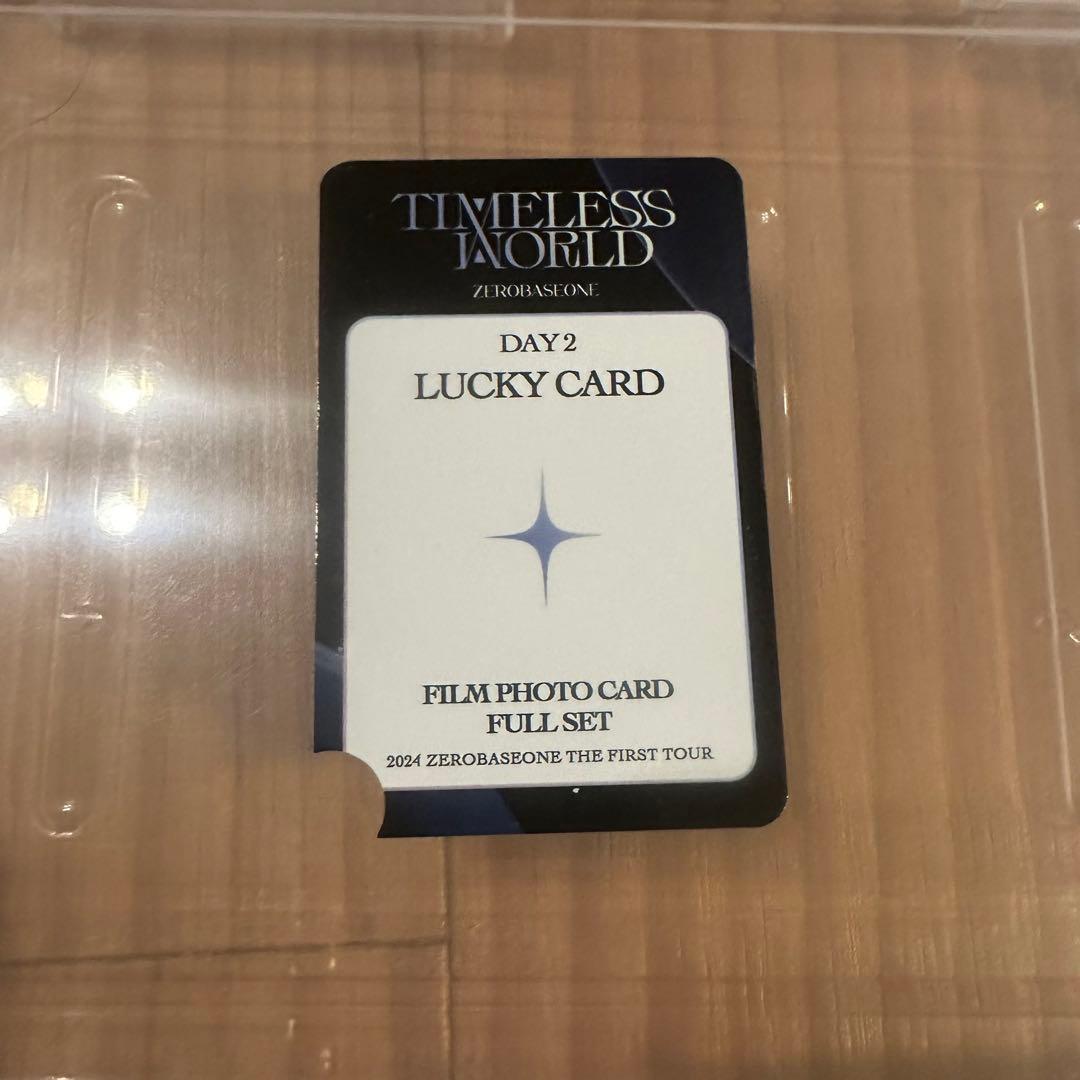 TIMELESS
WORLD
ZEROBASEONE
DAY 2
LUCKY CARD
FILM PHOTO CARD
FULL SET
2024 ZEROBASEONE THE FIRST TOUR